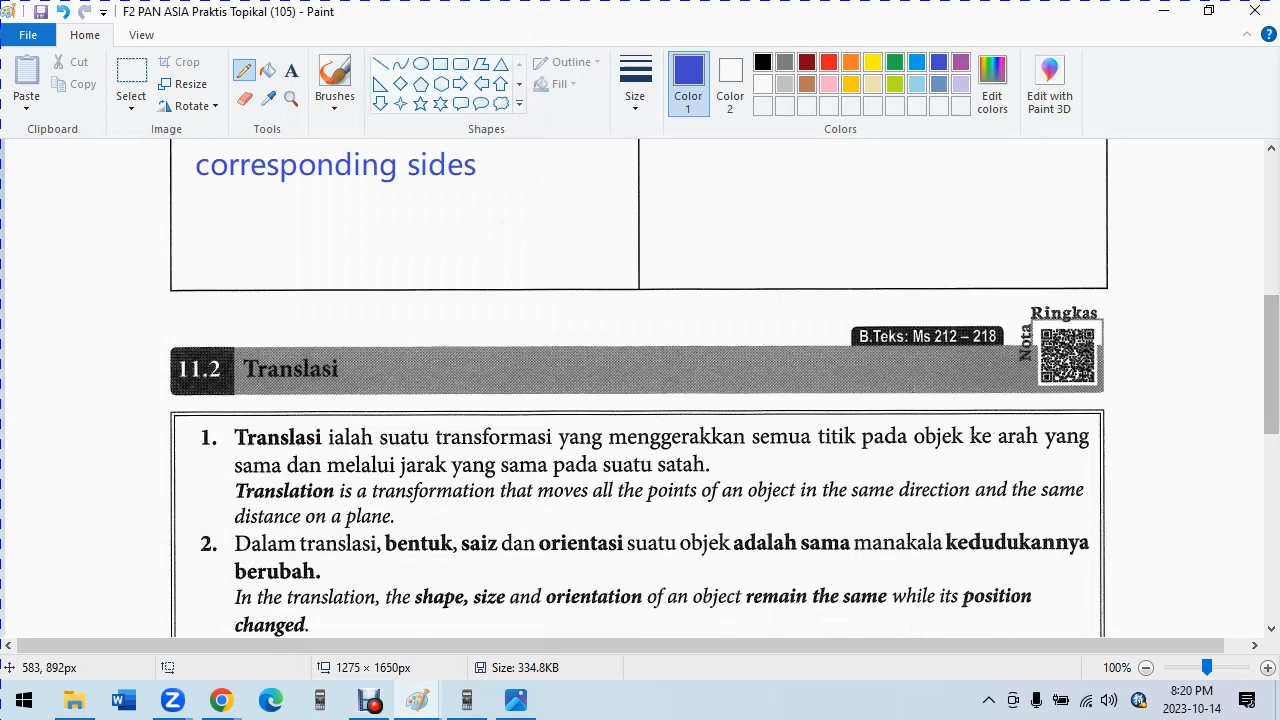 F2 PAN ASIA Praktis Topikal (105) - Paint
File Home View
Paste Cut Copy Clipboard
Select Crop Resize Rotate Image
Tools
Brushes
Shapes Outline Fill
Size
Color 1 Color 2 Edit colors Colors
Edit with Paint 3D
corresponding sides
Nota Ringkas
B.Teks: Ms 212 – 218
11.2 Translasi
1. Translasi ialah suatu transformasi yang menggerakkan semua titik pada objek ke arah yang
sama dan melalui jarak yang sama pada suatu satah.
Translation is a transformation that moves all the points of an object in the same direction and the same
distance on a plane.
2. Dalam translasi, bentuk, saiz dan orientasi suatu objek adalah sama manakala kedudukannya
berubah.
In the translation, the shape, size and orientation of an object remain the same while its position
changed.
583, 892px 1275 × 1650px Size: 334.8KB 100%
8:20 PM
2023-10-14